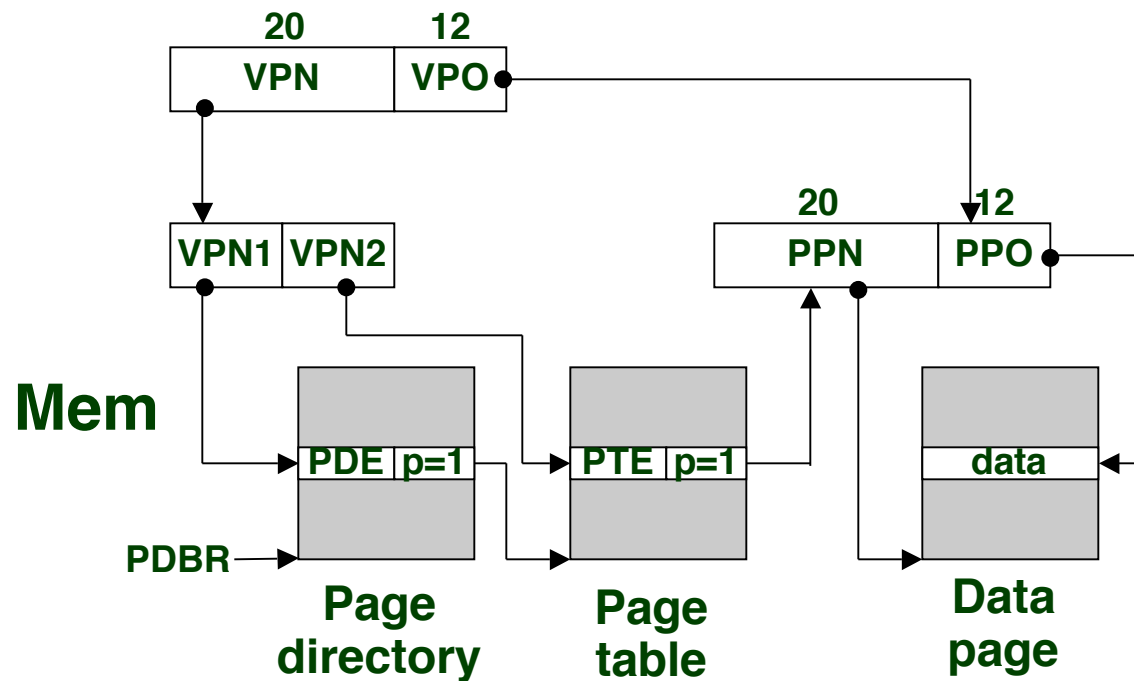 20 12
VPN VPO
20 12
VPN1 VPN2 PPN PPO
Mem
PDE p=1 PTE p=1 data
PDBR
Page directory
Page table
Data page